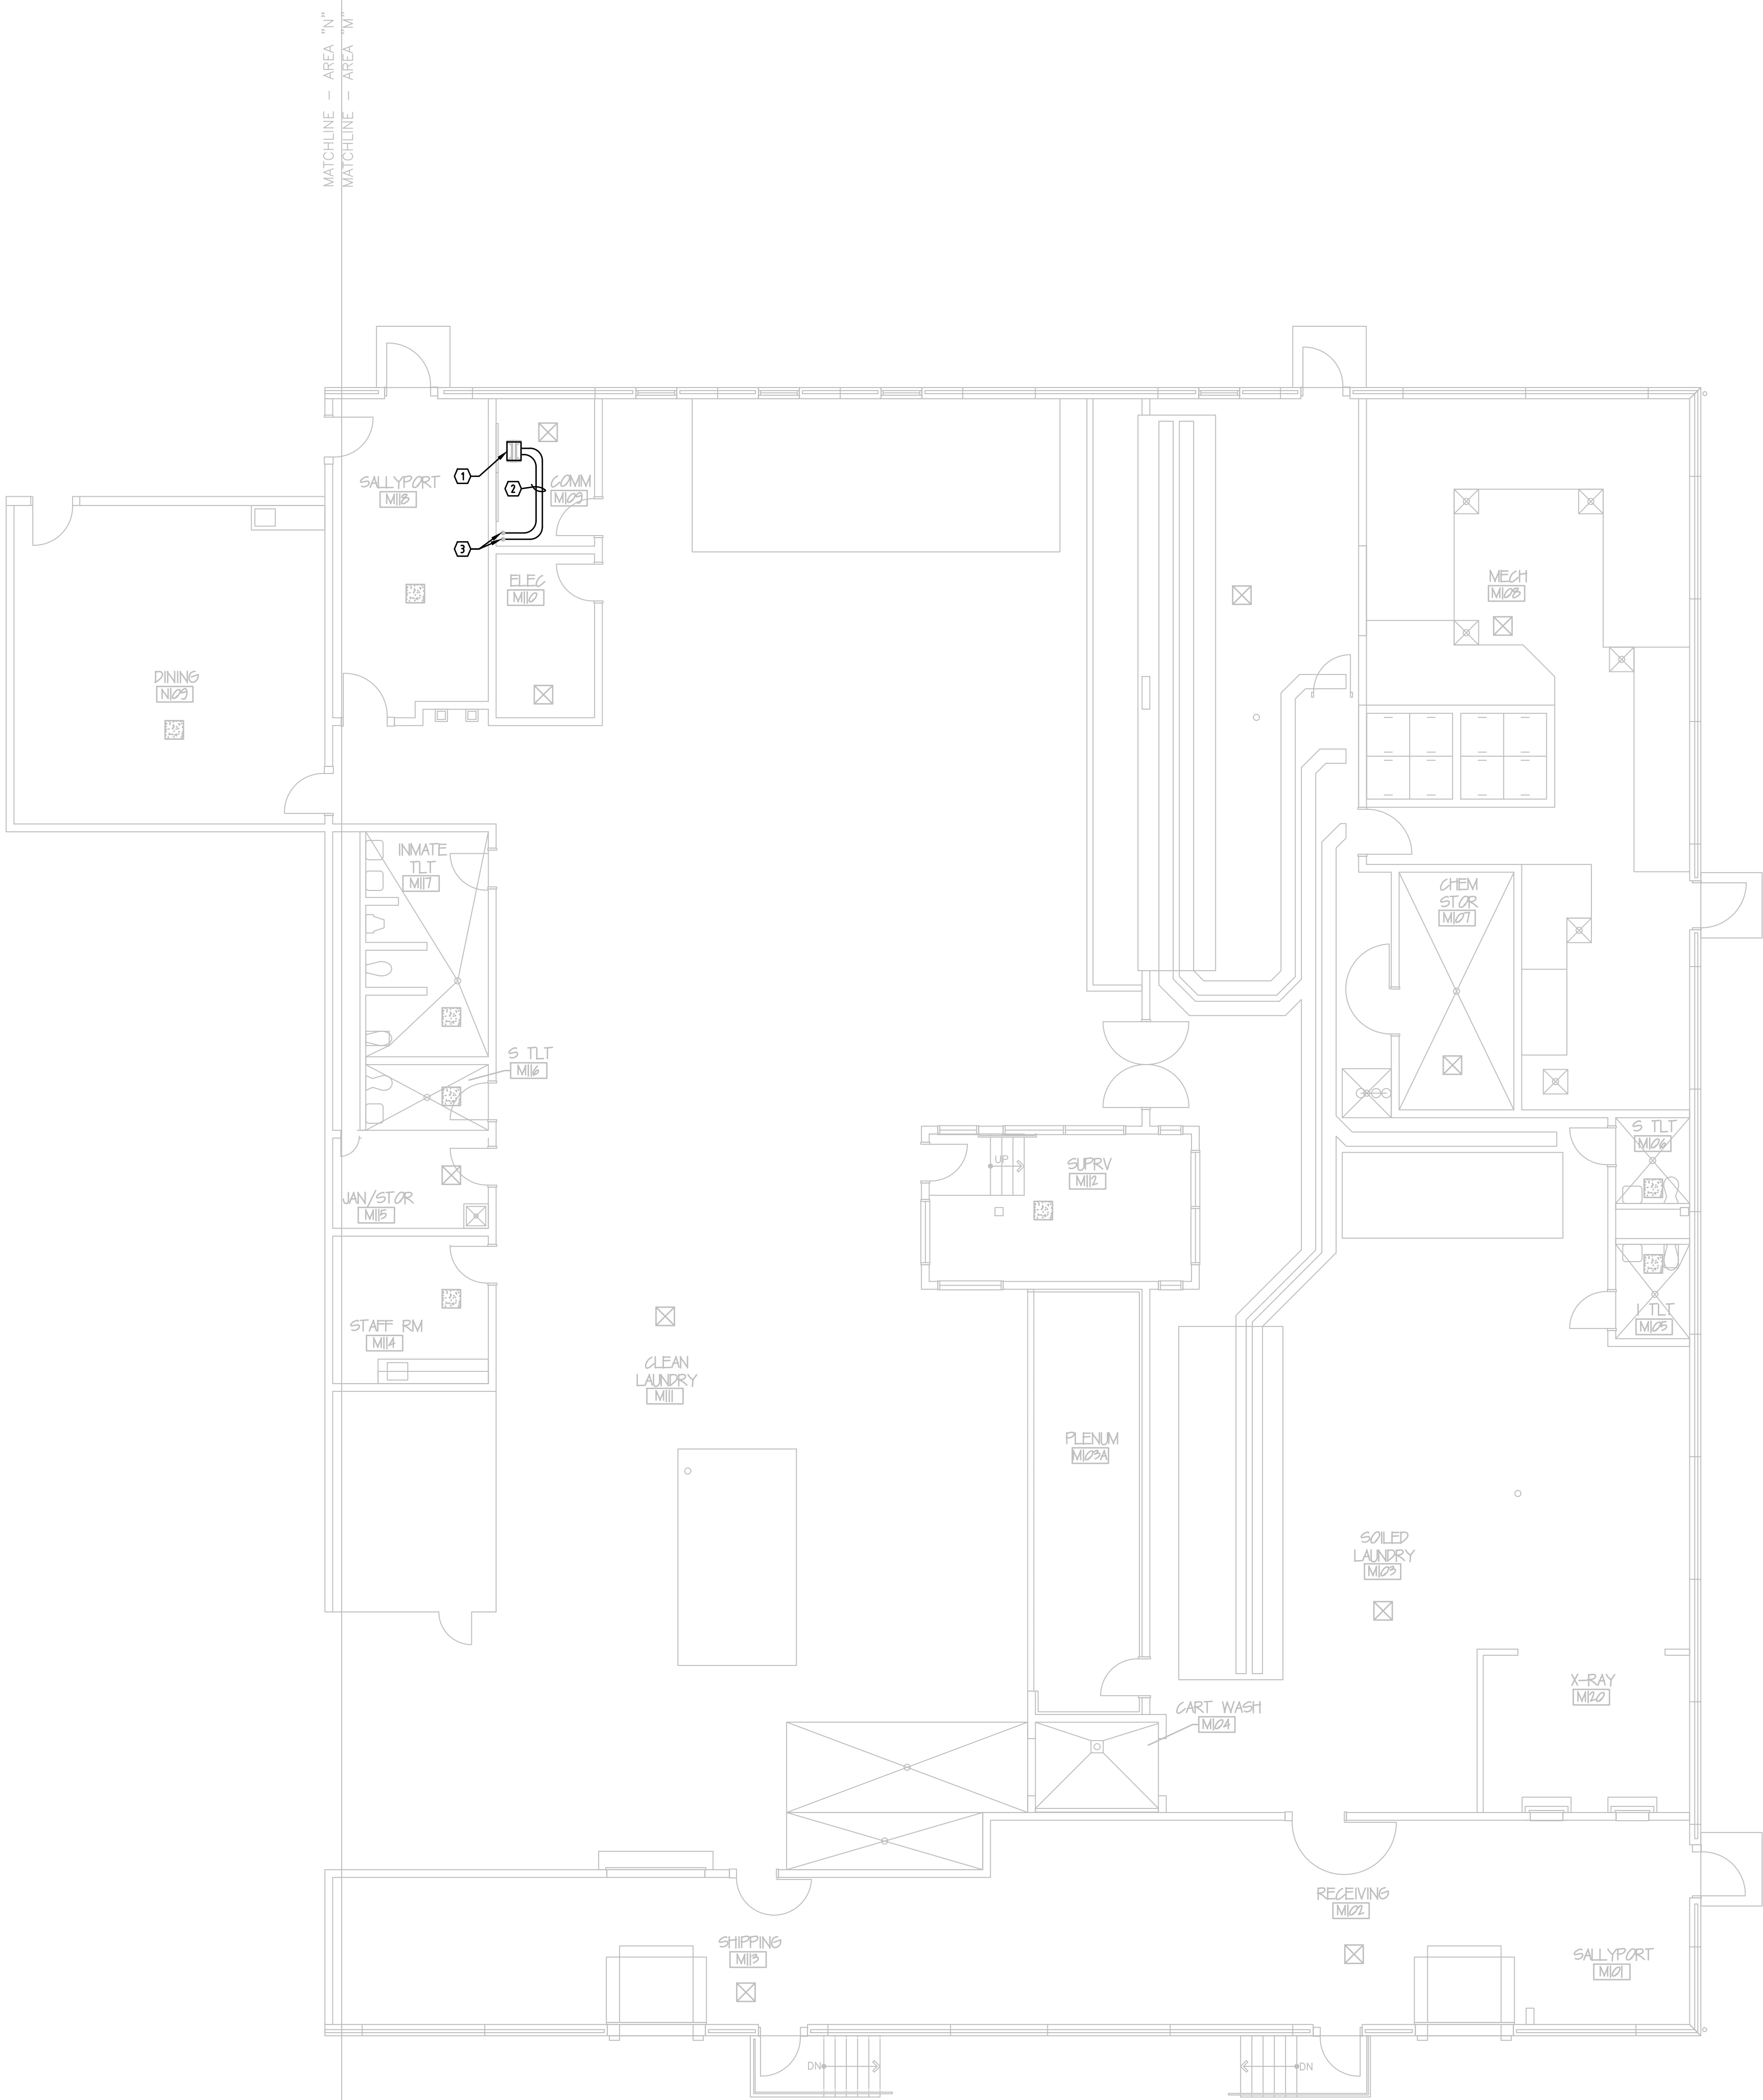 MATCHLINE - AREA "N"
MATCHLINE - AREA "M"
SALLYPORT
M118
1
2
3
COMM
M109
ELEC
M110
MECH
M108
DINING
N109
INMATE
TLT
M117
CHEM
STOR
M107
S TLT
M116
S TLT
M106
UP
SUPRV
M112
JAN/STOR
M115
I TLT
M105
STAFF RM
M114
CLEAN
LAUNDRY
M111
PLENUM
M103A
SOILED
LAUNDRY
M103
X-RAY
M120
CART WASH
M104
RECEIVING
M102
SHIPPING
M113
SALLYPORT
M101
DN
DN